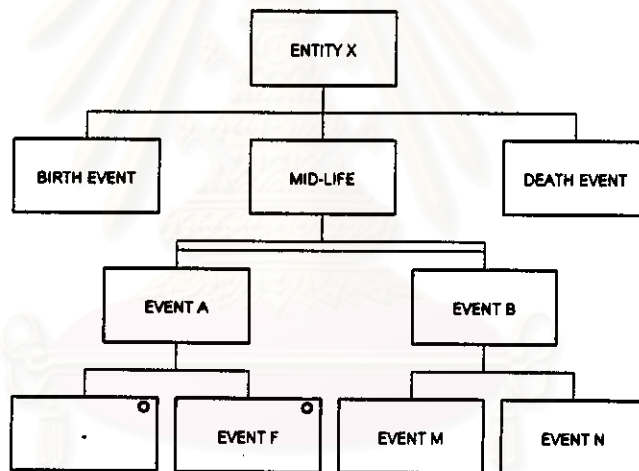 ENTITY X
BIRTH EVENT
MID-LIFE
DEATH EVENT
EVENT A
EVENT B
-
EVENT F
EVENT M
EVENT N